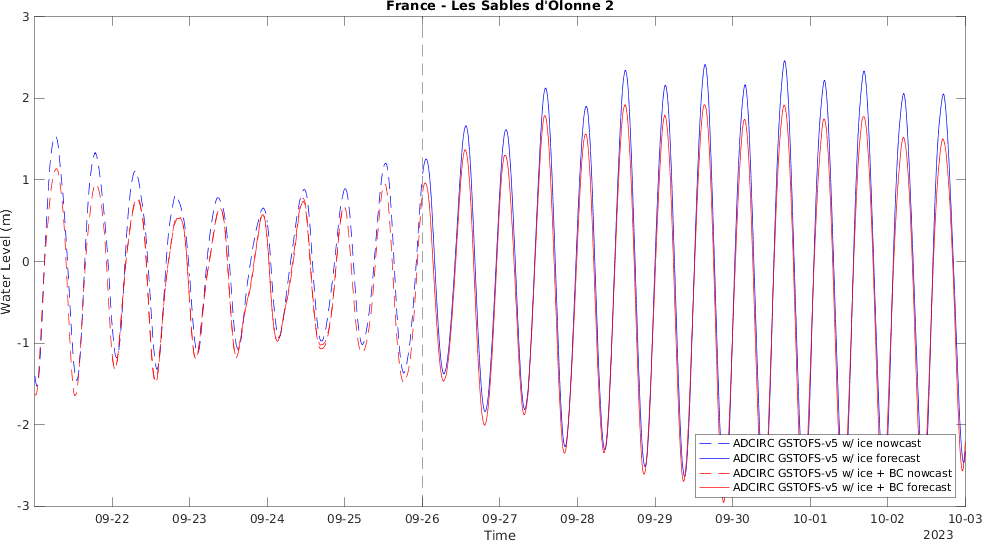 France - Les Sables d'Olonne 2
3
2
1
0
-1
-2
-3
Water Level (m)
ADCIRC GSTOFS-v5 w/ ice nowcast
ADCIRC GSTOFS-v5 w/ ice forecast
ADCIRC GSTOFS-v5 w/ ice + BC nowcast
ADCIRC GSTOFS-v5 w/ ice + BC forecast
09-22 09-23 09-24 09-25 09-26 09-27 09-28 09-29 09-30 10-01 10-02 10-03
Time
2023